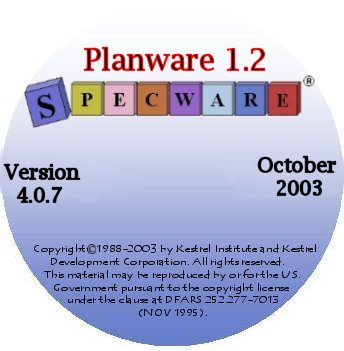 Planware 1.2
SPECWARE®
Version
4.0.7
October
2003
Copyright©1988-2003 by Kestrel Institute and Kestrel
Development Corporation. All rights reserved.
This material may be reproduced by or for the U.S.
Government pursuant to the copyright license
under the clause at DFARS 252.277-7013
(NOV 1995).